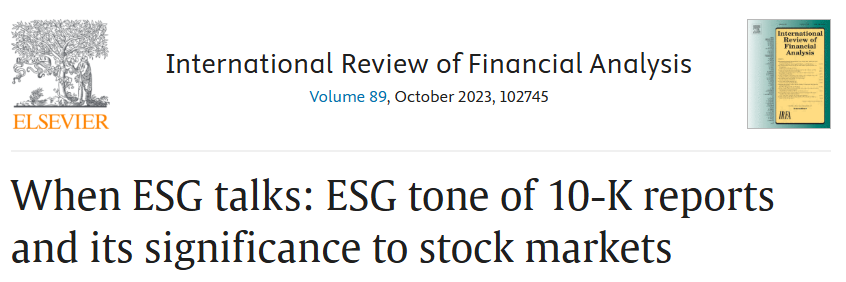 International Review of Financial Analysis
Volume 89, October 2023, 102745
ELSEVIER
International
Review of
Financial
Analysis
IRFA
When ESG talks: ESG tone of 10-K reports
and its significance to stock markets